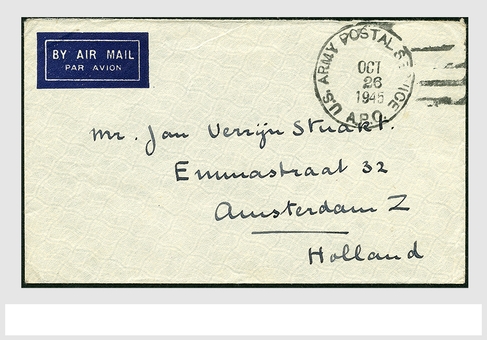 BY AIR MAIL
PAR AVION
U.S. ARMY POSTAL SERVICE
OCT
26
1945
A.P.O.
Mr. Jan Verrijn Stuart.
Emmastraat 32
Amsterdam Z
Holland